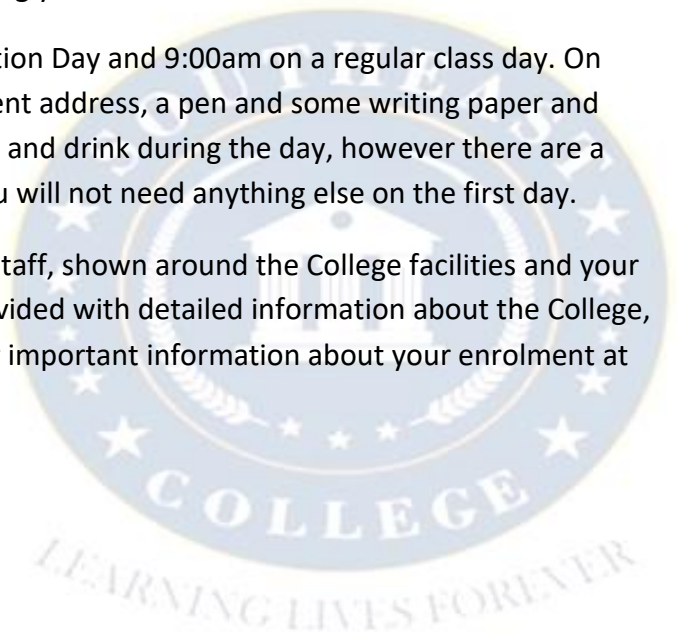 tion Day and 9:00am on a regular class day. On
ent address, a pen and some writing paper and
and drink during the day, however there are a
u will not need anything else on the first day.
taff, shown around the College facilities and your
vided with detailed information about the College,
important information about your enrolment at
SOUTHEAST
COLLEGE
LEARNING LIVES FOREVER